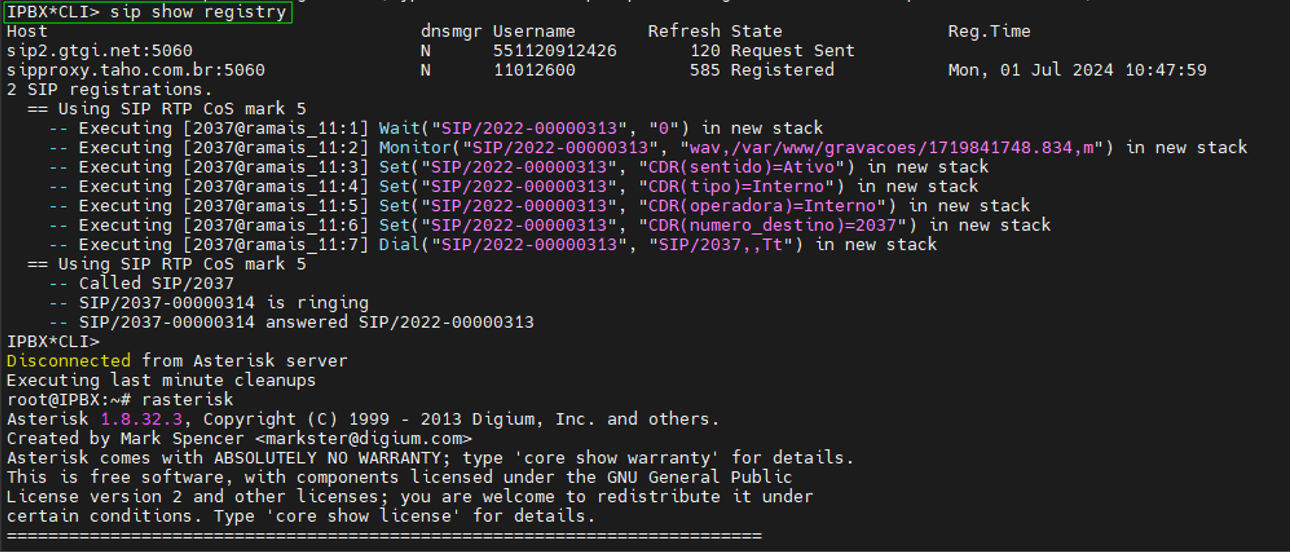 IPBX*CLI> sip show registry
Host dnsmgr Username Refresh State Reg.Time
sip2.gtgi.net:5060 N 551120912426 120 Request Sent
sipproxy.taho.com.br:5060 N 11012600 585 Registered Mon, 01 Jul 2024 10:47:59
2 SIP registrations.
== Using SIP RTP CoS mark 5
-- Executing [2037@ramais_11:1] Wait("SIP/2022-00000313", "0") in new stack
-- Executing [2037@ramais_11:2] Monitor("SIP/2022-00000313", "wav,/var/www/gravacoes/1719841748.834,m") in new stack
-- Executing [2037@ramais_11:3] Set("SIP/2022-00000313", "CDR(sentido)=Ativo") in new stack
-- Executing [2037@ramais_11:4] Set("SIP/2022-00000313", "CDR(tipo)=Interno") in new stack
-- Executing [2037@ramais_11:5] Set("SIP/2022-00000313", "CDR(operadora)=Interno") in new stack
-- Executing [2037@ramais_11:6] Set("SIP/2022-00000313", "CDR(numero_destino)=2037") in new stack
-- Executing [2037@ramais_11:7] Dial("SIP/2022-00000313", "SIP/2037,,Tt") in new stack
== Using SIP RTP CoS mark 5
-- Called SIP/2037
-- SIP/2037-00000314 is ringing
-- SIP/2037-00000314 answered SIP/2022-00000313
IPBX*CLI>
Disconnected from Asterisk server
Executing last minute cleanups
root@IPBX:~# rasterisk
Asterisk 1.8.32.3, Copyright (C) 1999 - 2013 Digium, Inc. and others.
Created by Mark Spencer <markster@digium.com>
Asterisk comes with ABSOLUTELY NO WARRANTY; type 'core show warranty' for details.
This is free software, with components licensed under the GNU General Public
License version 2 and other licenses; you are welcome to redistribute it under
certain conditions. Type 'core show license' for details.
=========================================================================